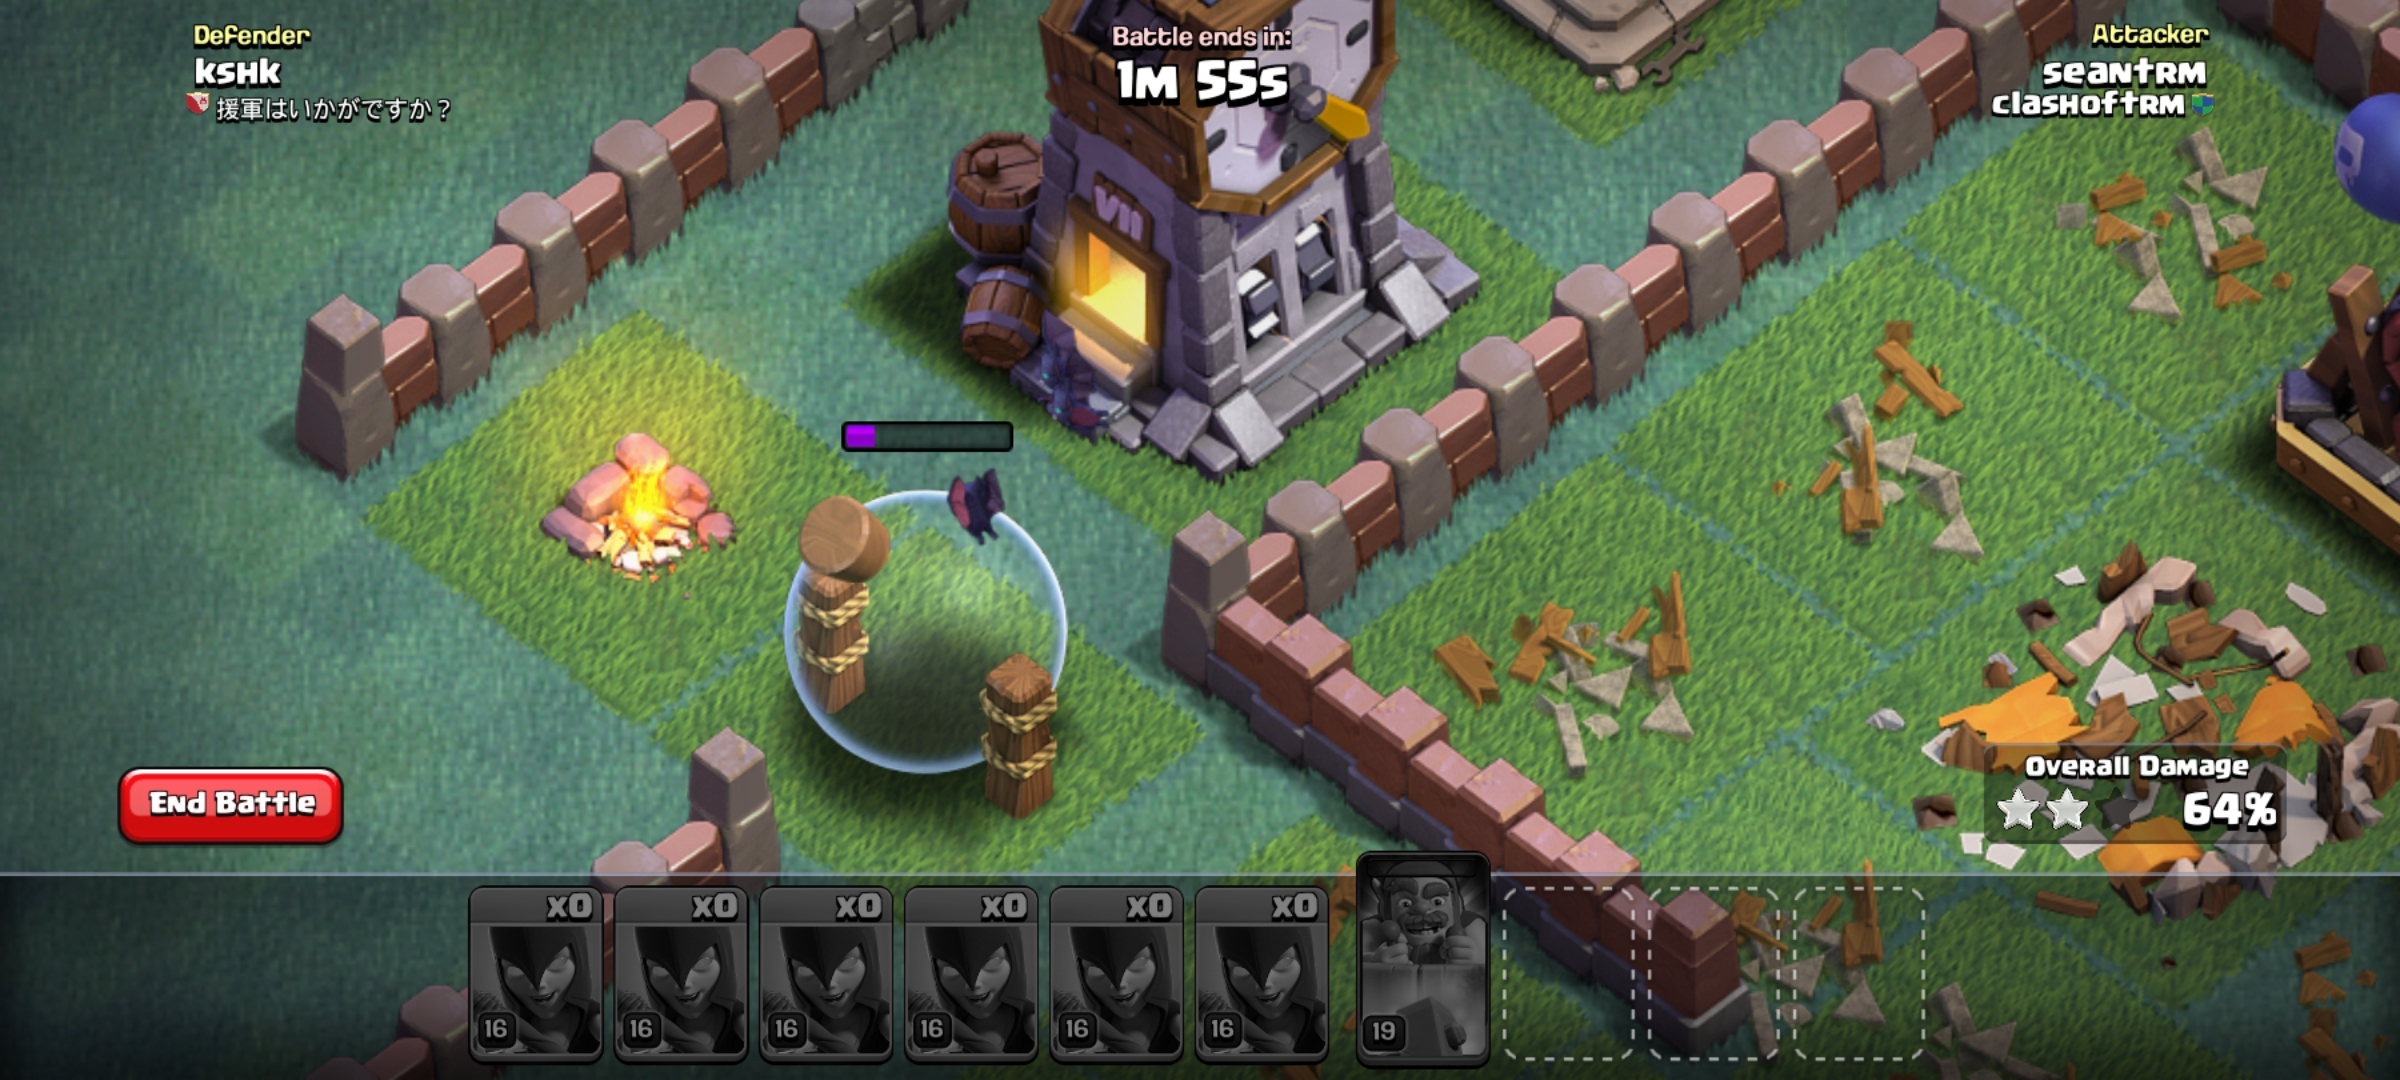 Defender
kshk
援軍はいかがですか？
Battle ends in:
1M 55s
Attacker
seantRM
clashoftRM
VII
End Battle
Overall Damage
64%
x0
x0
x0
x0
x0
x0
16
16
16
16
16
16
19